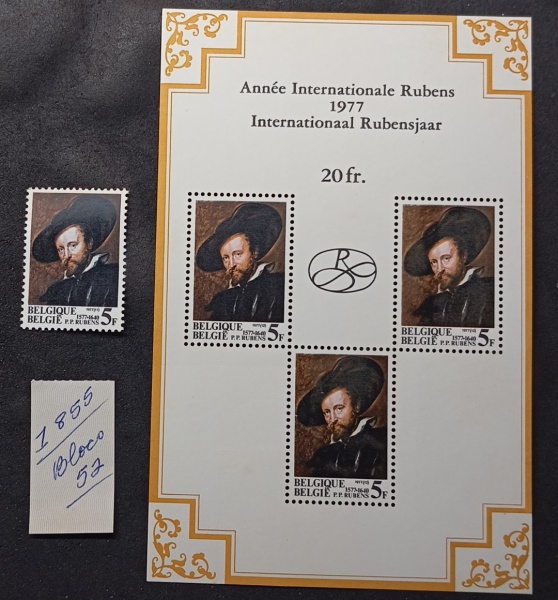 Année Internationale Rubens
1977
Internationaal Rubensjaar
20 fr.
BELGIQUE
BELGIË
1577-1640
P.P. RUBENS
5F
BELGIQUE
BELGIË
1577-1640
P.P. RUBENS
5F
BELGIQUE
BELGIË
1577-1640
P.P. RUBENS
5F
BELGIQUE
BELGIË
1577-1640
P.P. RUBENS
5F
1855
Bloco
52